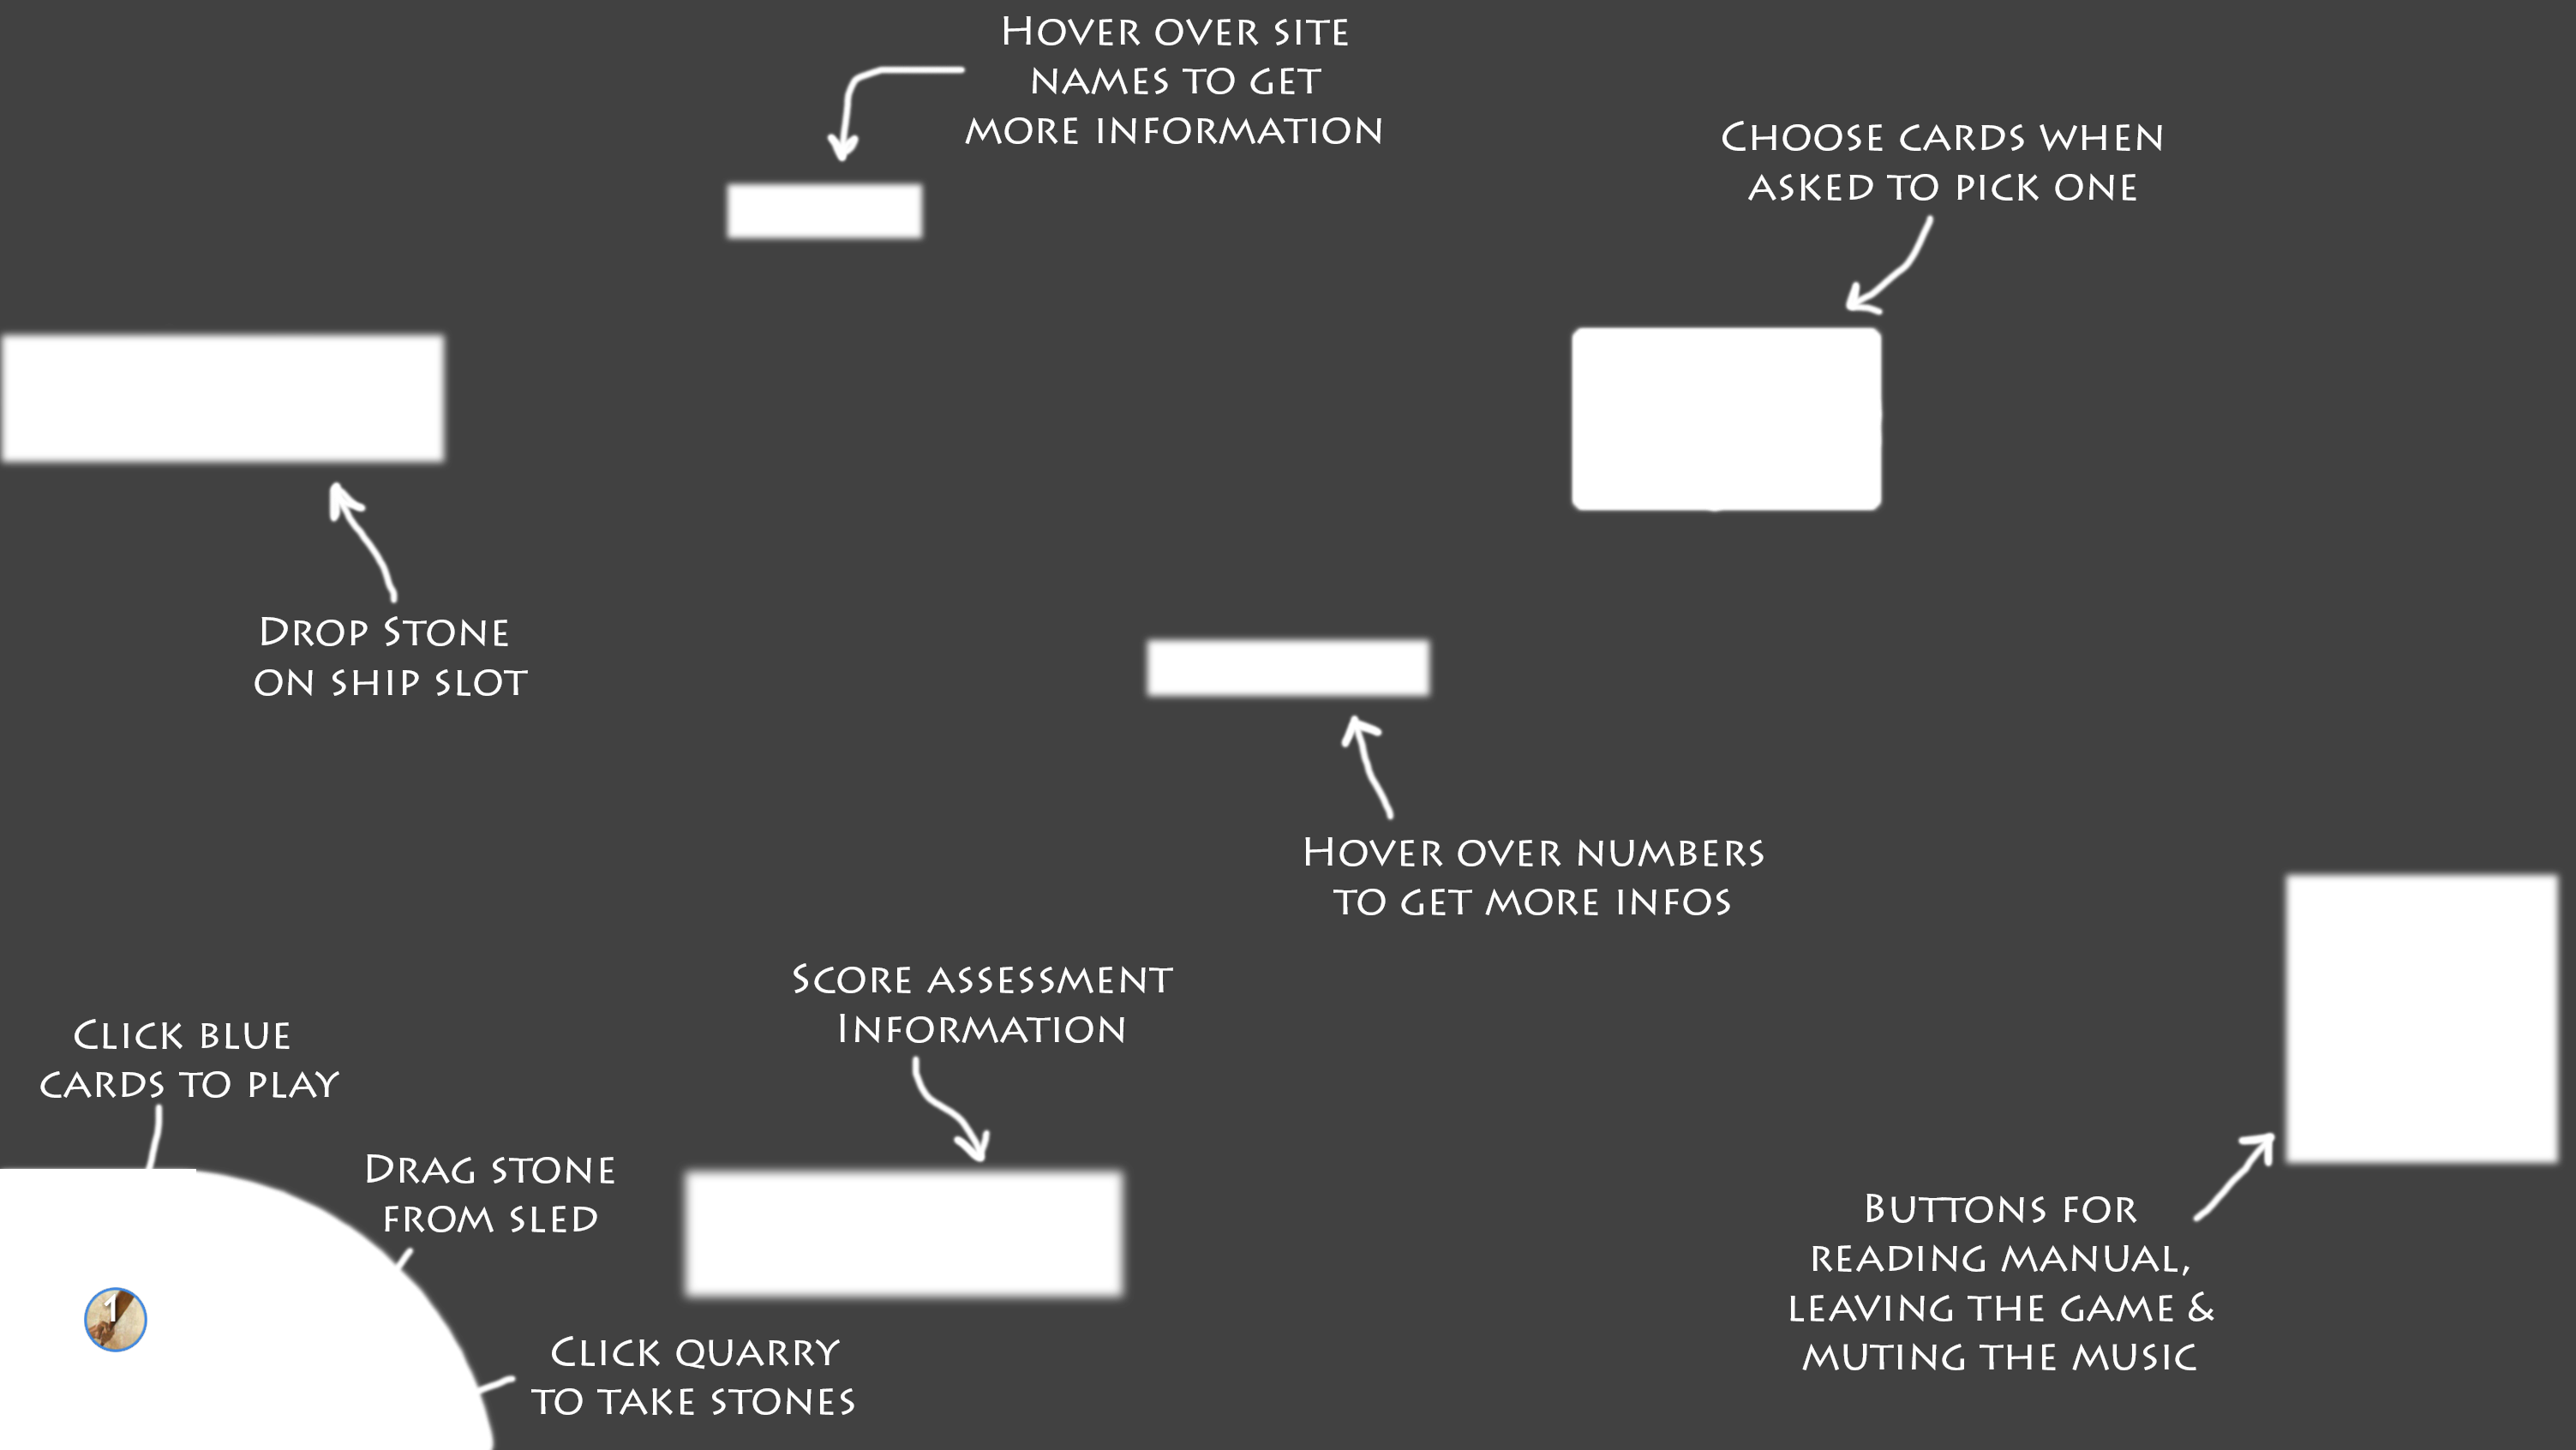 Hover over site
names to get
more information
Choose cards when
asked to pick one
Drop Stone
on ship slot
Hover over numbers
to get more infos
Score assessment
Information
Click blue
cards to play
Drag stone
from sled
1
Click quarry
to take stones
Buttons for
reading manual,
leaving the game &
muting the music